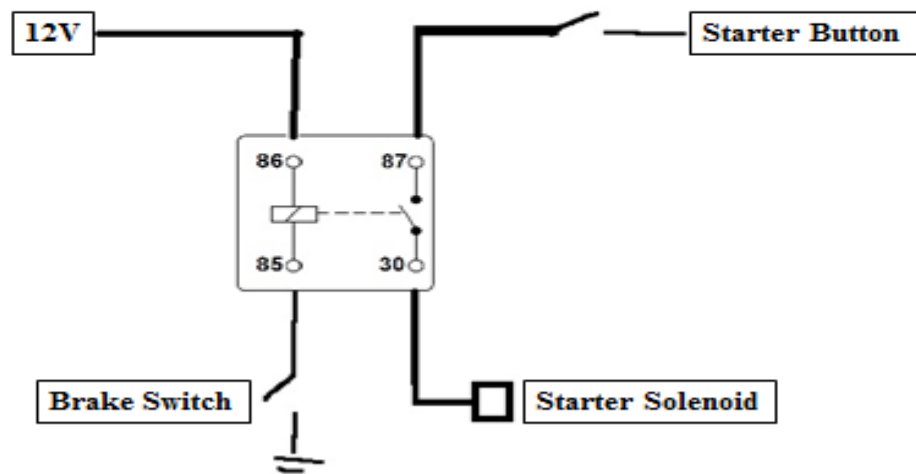 12V
Starter Button
86
87
85
30
Brake Switch
Starter Solenoid